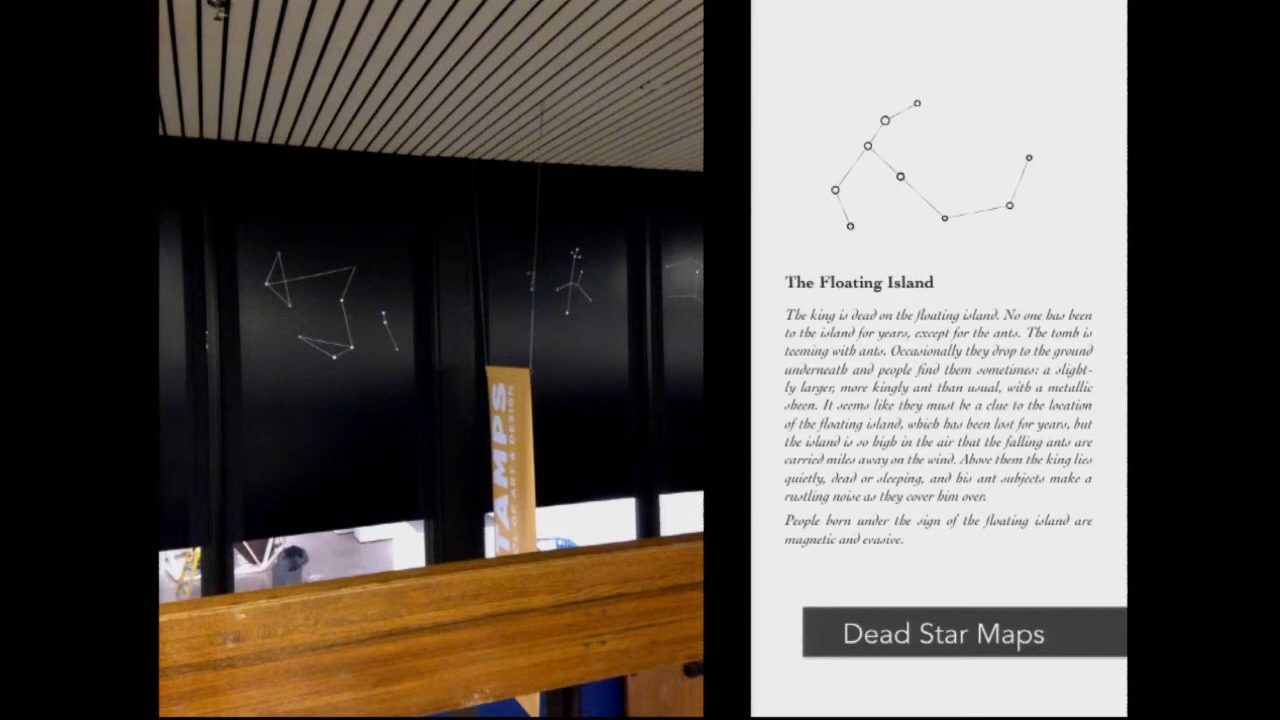 TAMPS
OF ART & DESIGN
The Floating Island
The king is dead on the floating island. No one has been
to the island for years, except for the ants. The tomb is
teeming with ants. Occasionally they drop to the ground
underneath and people find them sometimes: a slight-
ly larger, more kingly ant than usual, with a metallic
sheen. It seems like they must be a clue to the location
of the floating island, which has been lost for years, but
the island is so high in the air that the falling ants are
carried miles away on the wind. Above them the king lies
quietly, dead or sleeping, and his ant subjects make a
rustling noise as they cover him over.
People born under the sign of the floating island are
magnetic and evasive.
Dead Star Maps